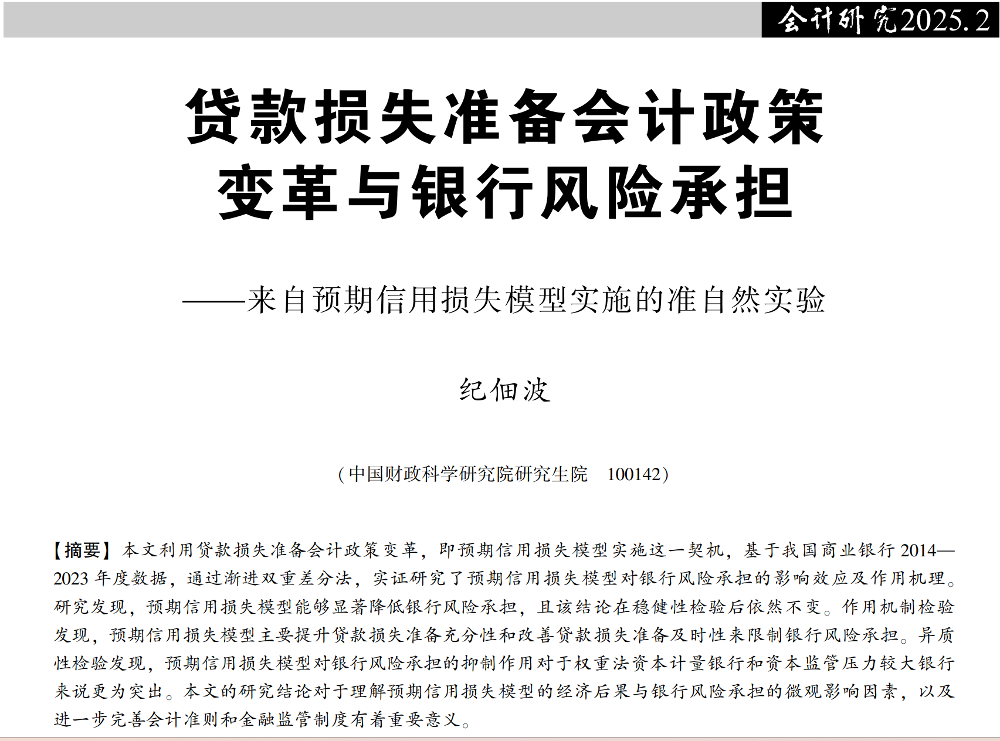 会计研究2025.2
贷款损失准备会计政策
变革与银行风险承担
——来自预期信用损失模型实施的准自然实验
纪佃波
(中国财政科学研究院研究生院 100142)
【摘要】本文利用贷款损失准备会计政策变革，即预期信用损失模型实施这一契机，基于我国商业银行 2014—
2023 年度数据，通过渐进双重差分法，实证研究了预期信用损失模型对银行风险承担的影响效应及作用机理。
研究发现，预期信用损失模型能够显著降低银行风险承担，且该结论在稳健性检验后依然不变。作用机制检验
发现，预期信用损失模型主要提升贷款损失准备充分性和改善贷款损失准备及时性来限制银行风险承担。异质
性检验发现，预期信用损失模型对银行风险承担的抑制作用对于权重法资本计量银行和资本监管压力较大银行
来说更为突出。本文的研究结论对于理解预期信用损失模型的经济后果与银行风险承担的微观影响因素，以及
进一步完善会计准则和金融监管制度有着重要意义。